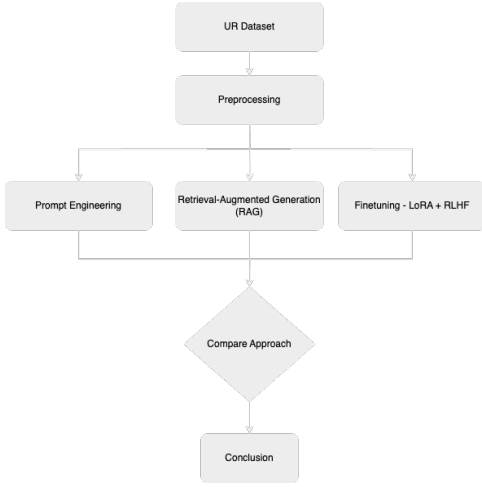 UR Dataset
Preprocessing
Prompt Engineering
Retrieval-Augmented Generation
(RAG)
Finetuning - LoRA + RLHF
Compare Approach
Conclusion